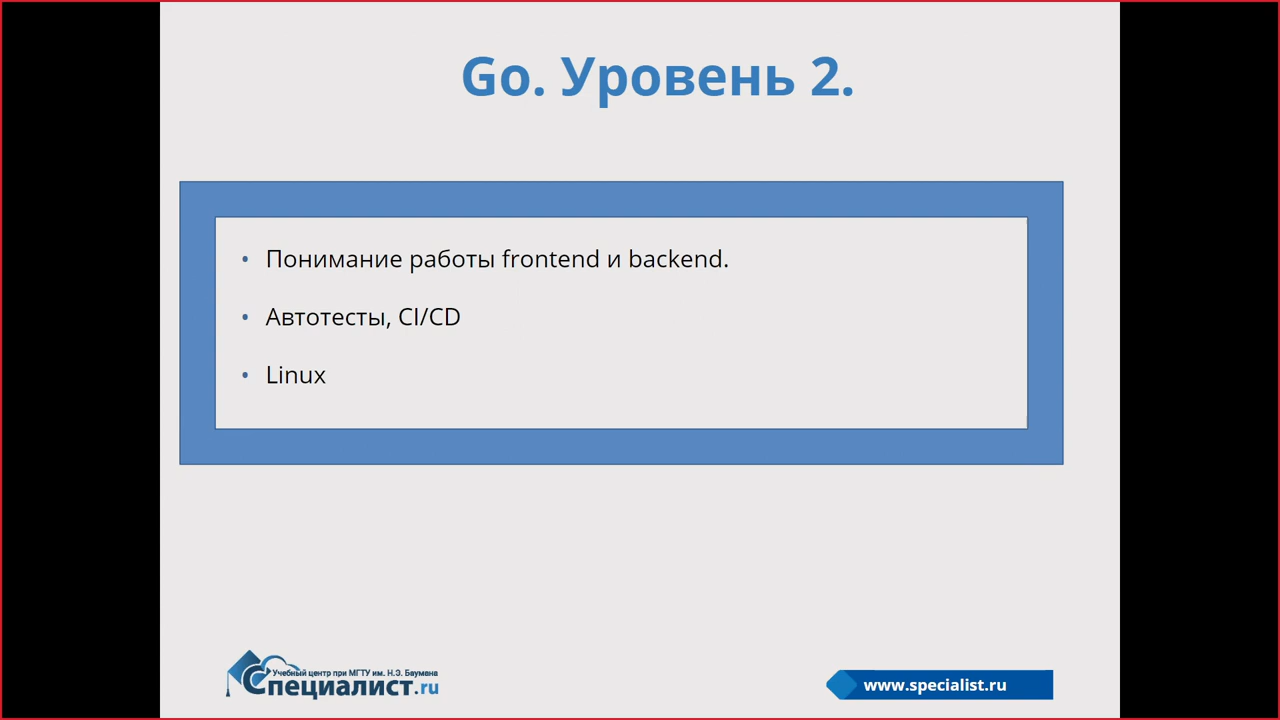 Go. Уровень 2.
• Понимание работы frontend и backend.
• Автотесты, CI/CD
• Linux
Учебный центр при МГТУ им. Н.Э. Баумана
Специалист.ru
www.specialist.ru